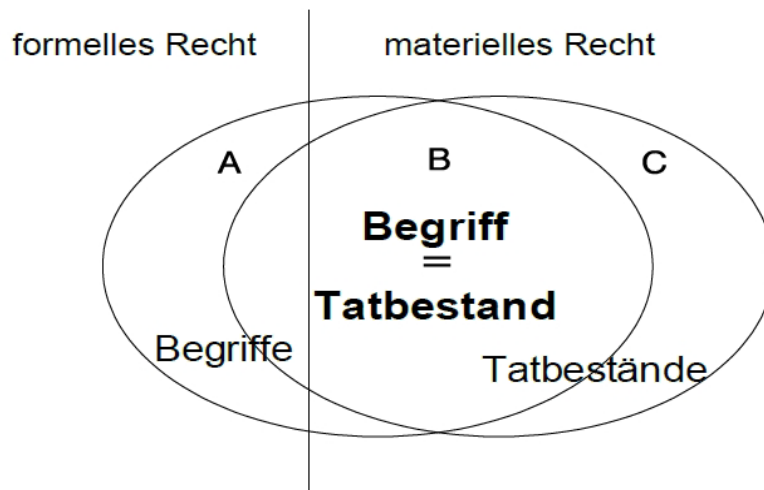 formelles Recht
materielles Recht
A
B
C
Begriff
=
Tatbestand
Begriffe
Tatbestände